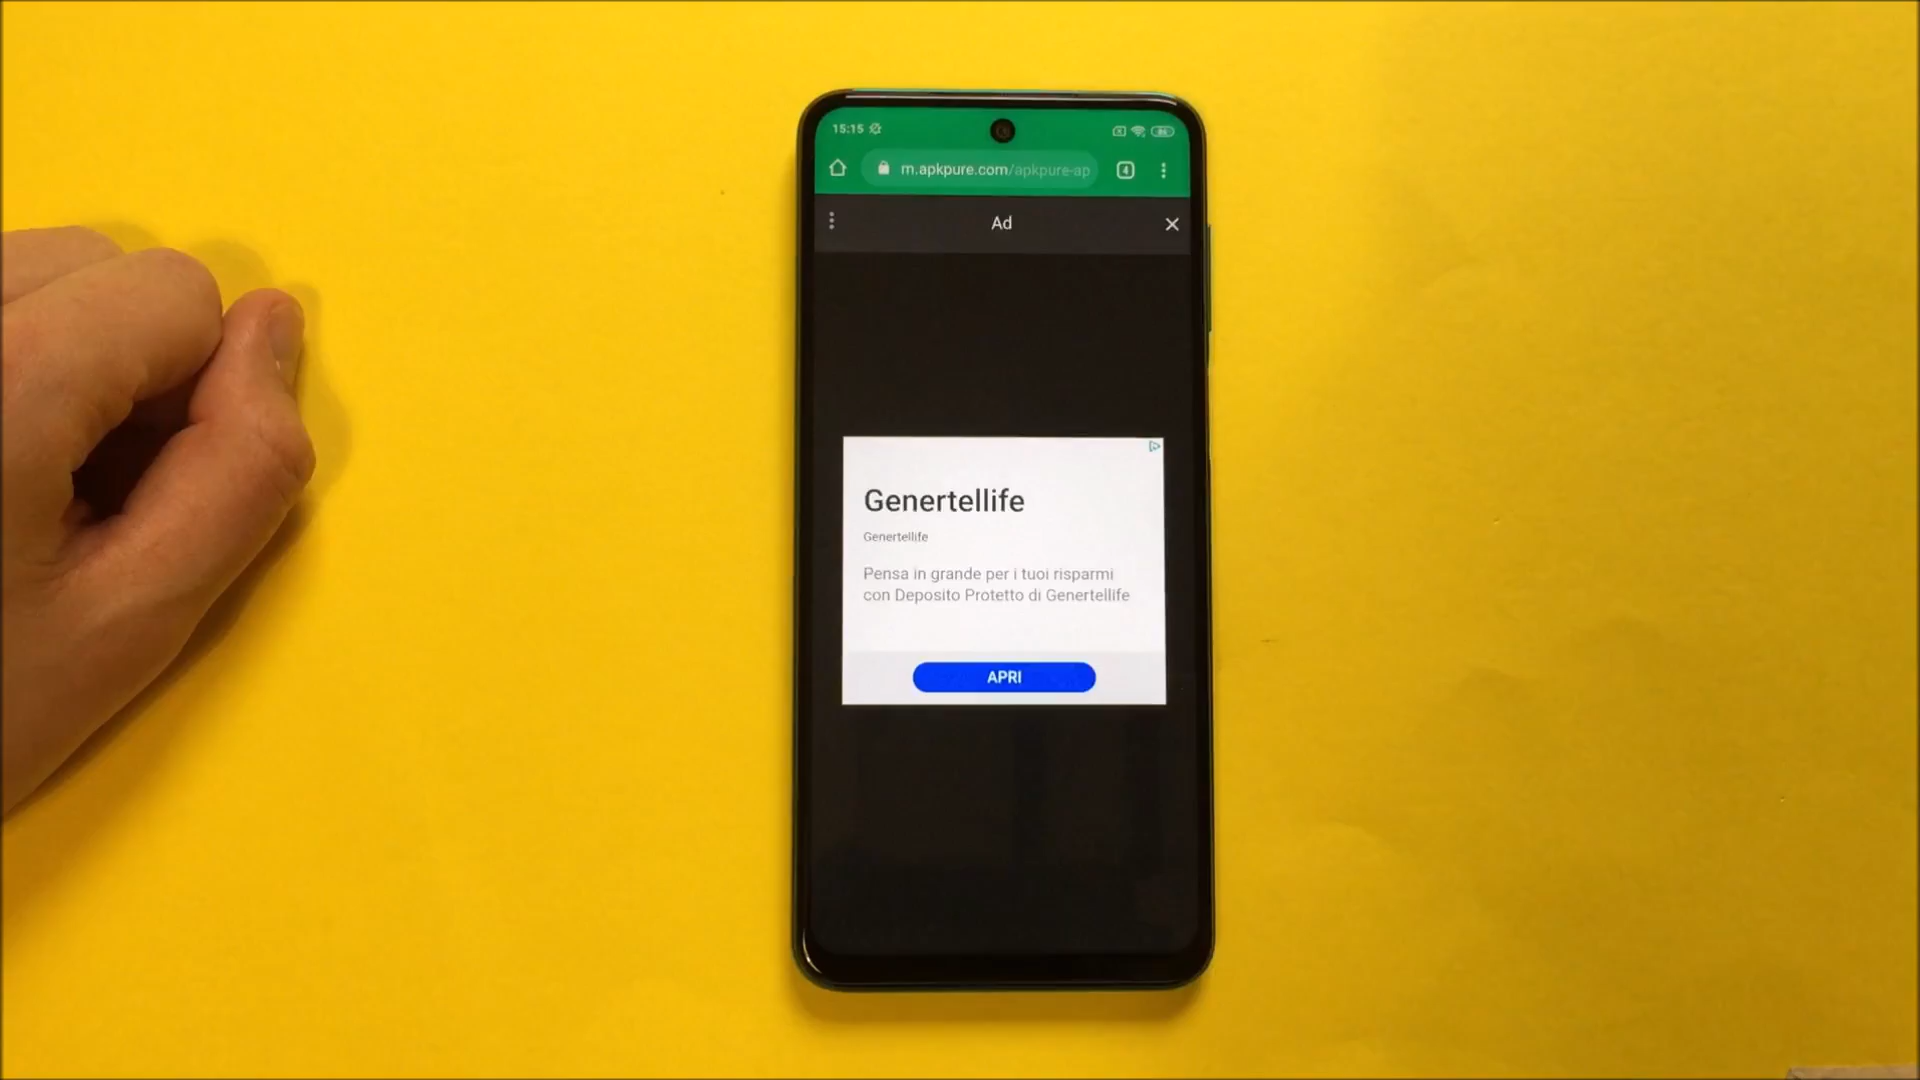 15:15
m.apkpure.com/apkpure-ap
4
Ad
Genertellife
Genertellife
Pensa in grande per i tuoi risparmi
con Deposito Protetto di Genertellife
APRI